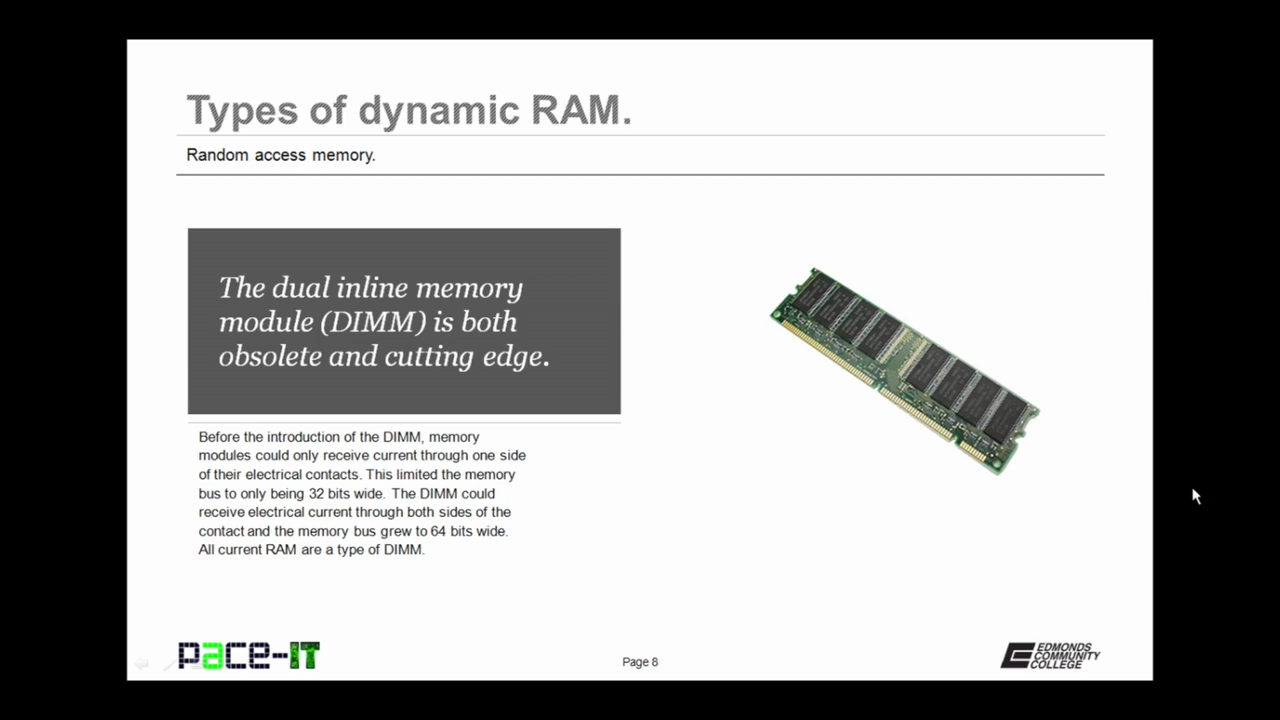 Types of dynamic RAM.
Random access memory.
The dual inline memory
module (DIMM) is both
obsolete and cutting edge.
Before the introduction of the DIMM, memory
modules could only receive current through one side
of their electrical contacts. This limited the memory
bus to only being 32 bits wide. The DIMM could
receive electrical current through both sides of the
contact and the memory bus grew to 64 bits wide.
All current RAM are a type of DIMM.
pace-IT
Page 8
EDMONDS
COMMUNITY
COLLEGE